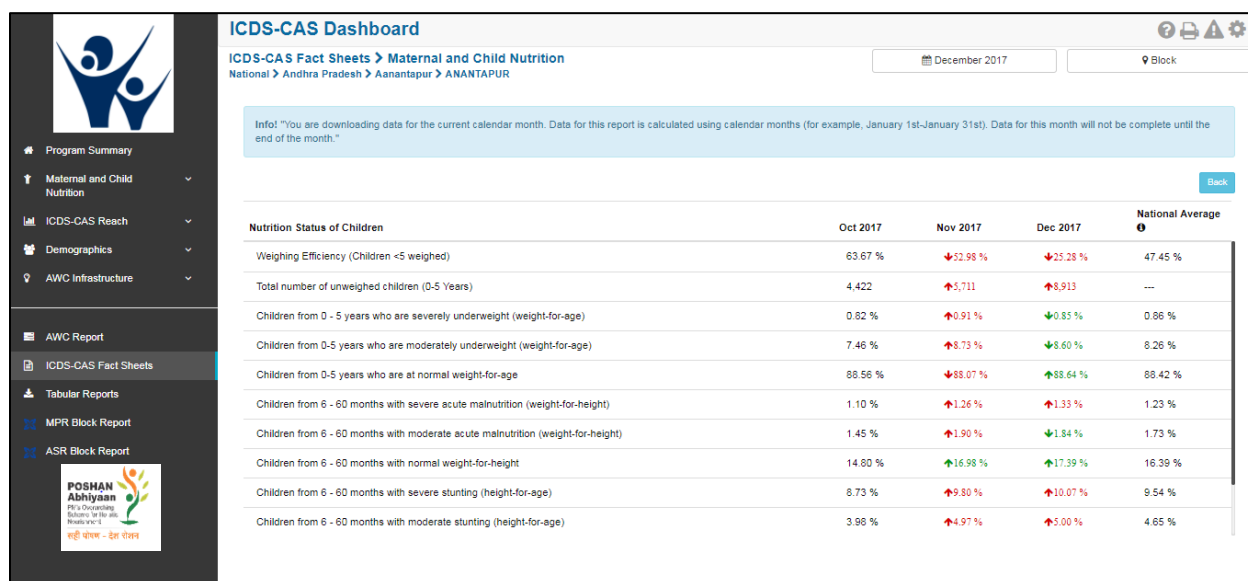 ICDS-CAS Dashboard
ICDS-CAS Fact Sheets > Maternal and Child Nutrition
National > Andhra Pradesh > Aanantapur > ANANTAPUR
December 2017
Block
Info! "You are downloading data for the current calendar month. Data for this report is calculated using calendar months (for example, January 1st-January 31st). Data for this month will not be complete until the
end of the month."
Back
Program Summary
Maternal and Child
Nutrition
ICDS-CAS Reach
Demographics
AWC Infrastructure
AWC Report
ICDS-CAS Fact Sheets
Tabular Reports
MPR Block Report
ASR Block Report
POSHAN
Abhiyaan
PM's Overarching
सही पोषण - देश रोशन
Nutrition Status of Children Oct 2017 Nov 2017 Dec 2017 National Average
Weighing Efficiency (Children <5 weighed) 63.67 % ↓52.98 % ↓25.28 % 47.45 %
Total number of unweighed children (0-5 Years) 4,422 ↑5,711 ↑8,913 ---
Children from 0 - 5 years who are severely underweight (weight-for-age) 0.82 % ↑0.91 % ↓0.85 % 0.86 %
Children from 0-5 years who are moderately underweight (weight-for-age) 7.46 % ↑8.73 % ↓8.60 % 8.26 %
Children from 0-5 years who are at normal weight-for-age 88.56 % ↓88.07 % ↑88.64 % 88.42 %
Children from 6 - 60 months with severe acute malnutrition (weight-for-height) 1.10 % ↑1.26 % ↑1.33 % 1.23 %
Children from 6 - 60 months with moderate acute malnutrition (weight-for-height) 1.45 % ↑1.90 % ↓1.84 % 1.73 %
Children from 6 - 60 months with normal weight-for-height 14.80 % ↑16.98 % ↑17.39 % 16.39 %
Children from 6 - 60 months with severe stunting (height-for-age) 8.73 % ↑9.80 % ↑10.07 % 9.54 %
Children from 6 - 60 months with moderate stunting (height-for-age) 3.98 % ↑4.97 % ↑5.00 % 4.65 %